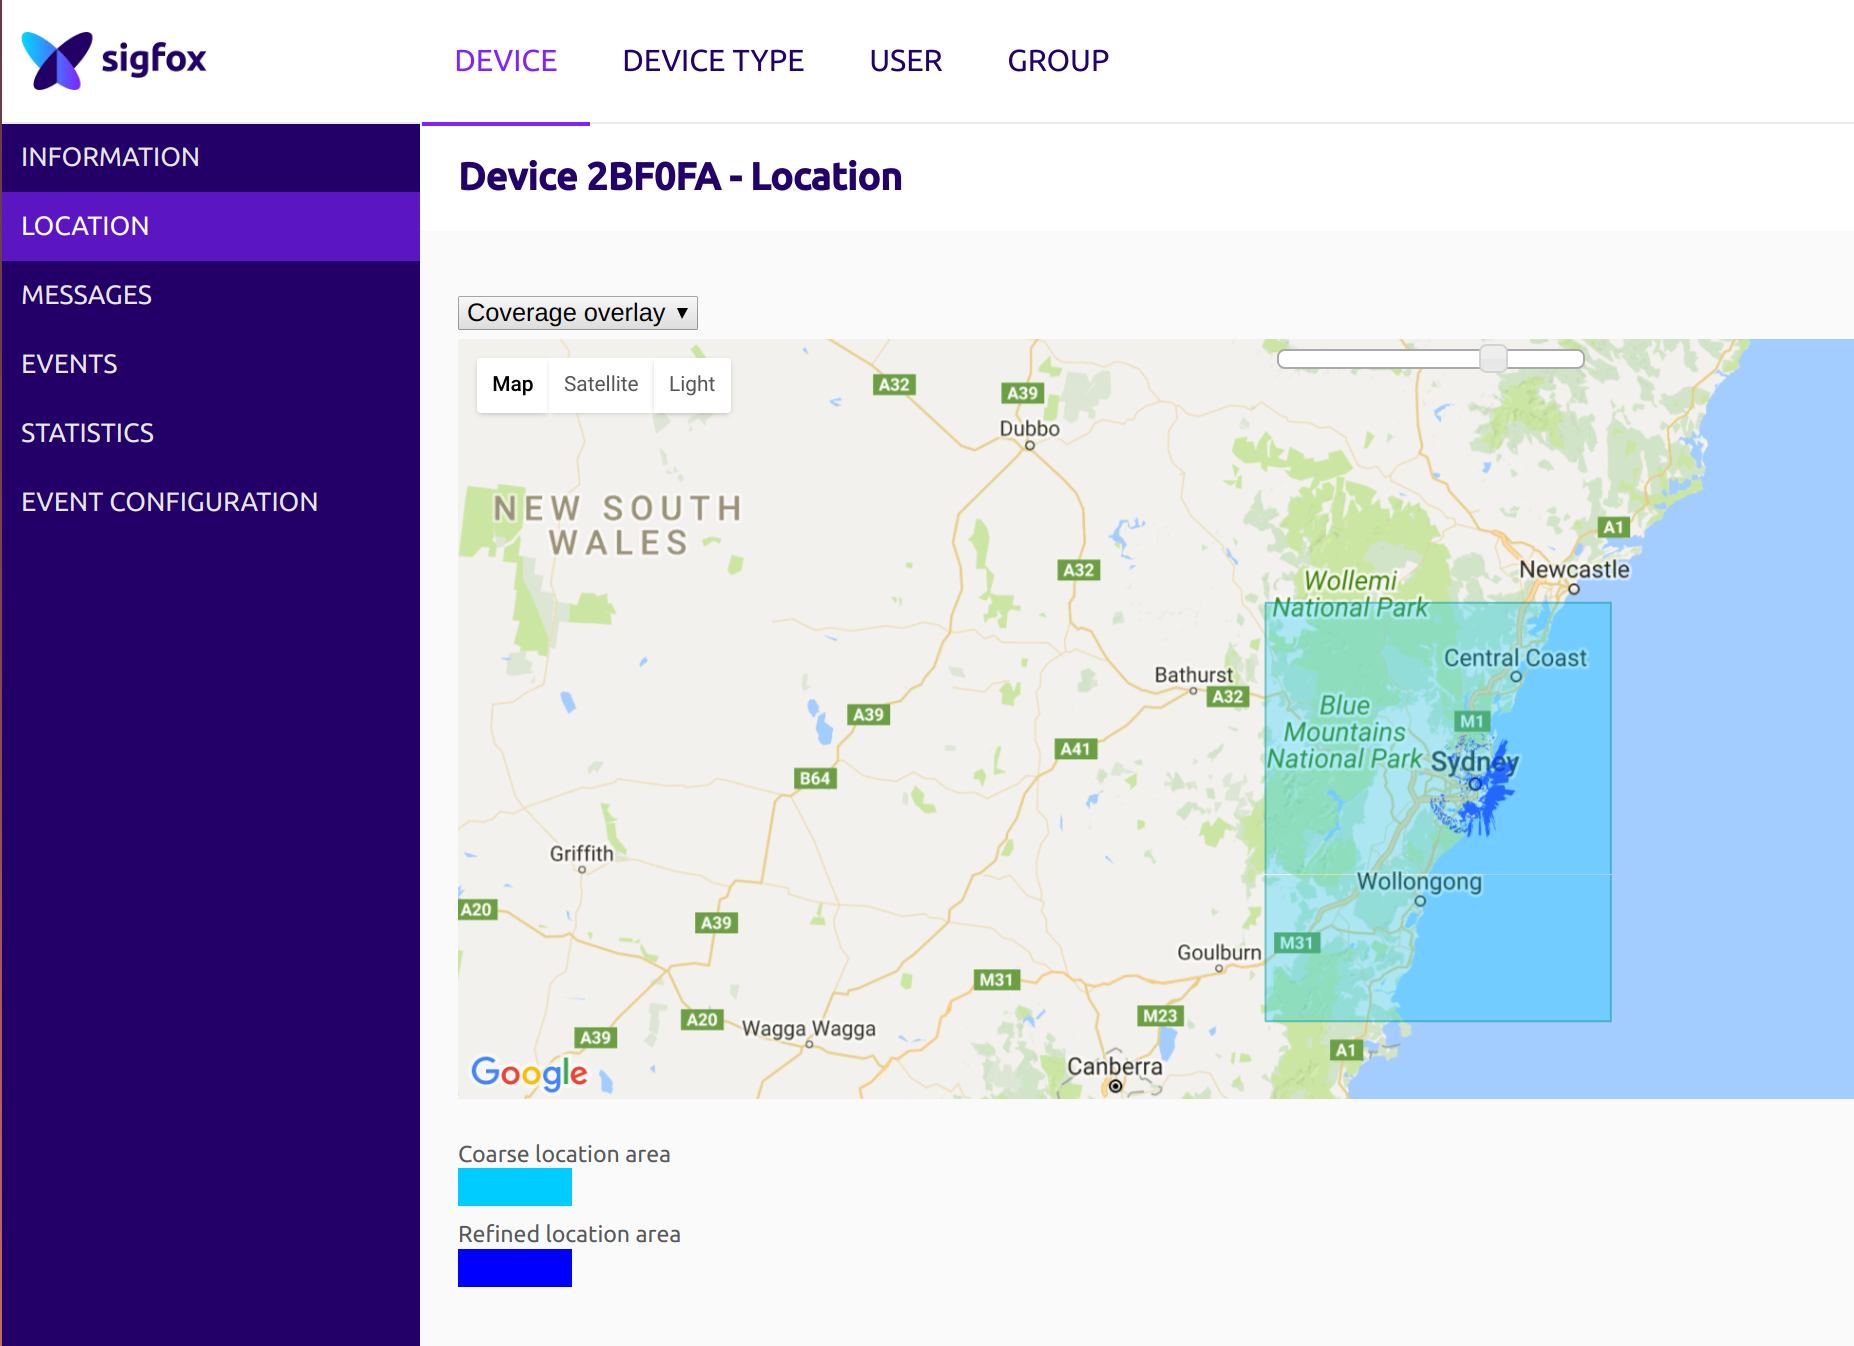 sigfox
DEVICE
DEVICE TYPE
USER
GROUP
INFORMATION
LOCATION
MESSAGES
EVENTS
STATISTICS
EVENT CONFIGURATION
Device 2BF0FA - Location
Coverage overlay ▼
Map
Satellite
Light
A32
A39
Dubbo
NEW SOUTH
WALES
A1
A32
Newcastle
Wollemi
National Park
Central Coast
Bathurst
A32
A39
Blue
Mountains
National Park
M1
A41
Sydney
B64
Griffith
Wollongong
A20
A39
M31
Goulburn
M31
A20
M23
Wagga Wagga
A39
A1
Canberra
Google
Coarse location area
Refined location area